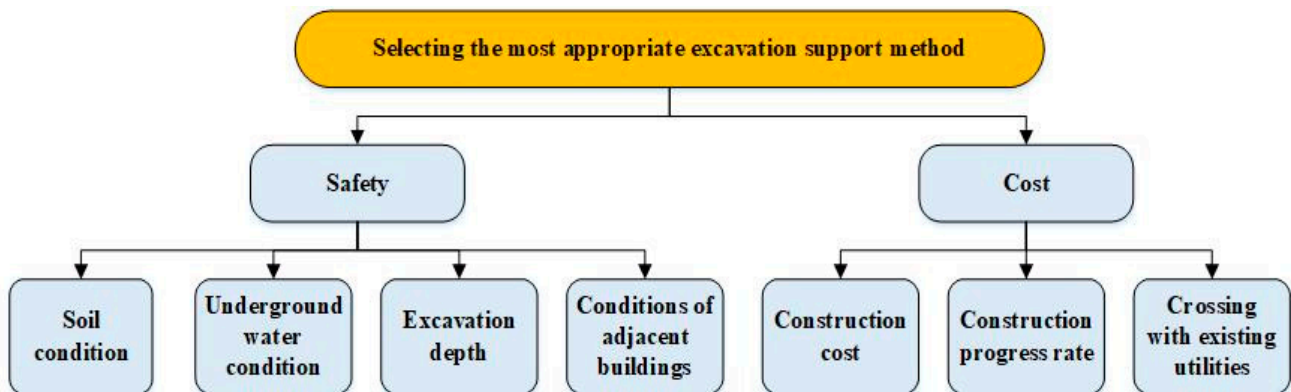 Selecting the most appropriate excavation support method
Safety
Cost
Soil
condition
Underground
water
condition
Excavation
depth
Conditions of
adjacent
buildings
Construction
cost
Construction
progress rate
Crossing
with existing
utilities